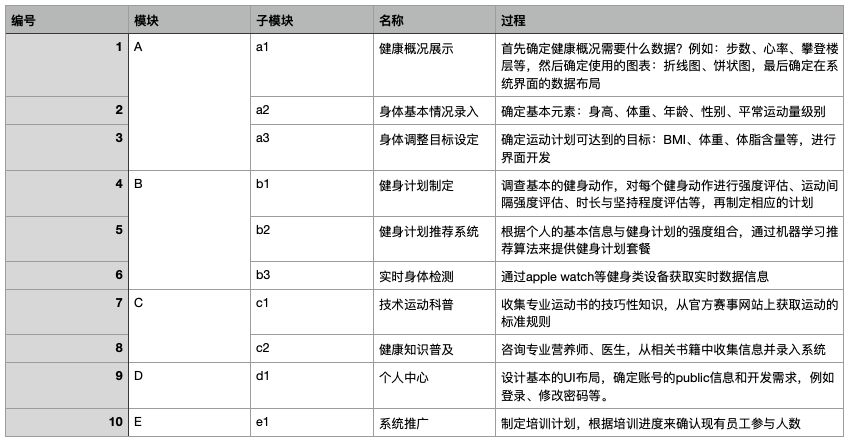 编号 模块 子模块 名称 过程
1 A a1 健康概况展示 首先确定健康概况需要什么数据？例如：步数、心率、攀登楼
层等，然后确定使用的图表：折线图、饼状图，最后确定在系
统界面的数据布局
2 a2 身体基本情况录入 确定基本元素：身高、体重、年龄、性别、平常运动量级别
3 a3 身体调整目标设定 确定运动计划可达到的目标：BMI、体重、体脂含量等，进行
界面开发
4 B b1 健身计划制定 调查基本的健身动作，对每个健身动作进行强度评估、运动间
隔强度评估、时长与坚持程度评估等，再制定相应的计划
5 b2 健身计划推荐系统 根据个人的基本信息与健身计划的强度组合，通过机器学习推
荐算法来提供健身计划套餐
6 b3 实时身体检测 通过apple watch等健身类设备获取实时数据信息
7 C c1 技术运动科普 收集专业运动书的技巧性知识，从官方赛事网站上获取运动的
标准规则
8 c2 健康知识普及 咨询专业营养师、医生，从相关书籍中收集信息并录入系统
9 D d1 个人中心 设计基本的UI布局，确定账号的public信息和开发需求，例如
登录、修改密码等。
10 E e1 系统推广 制定培训计划，根据培训进度来确认现有员工参与人数